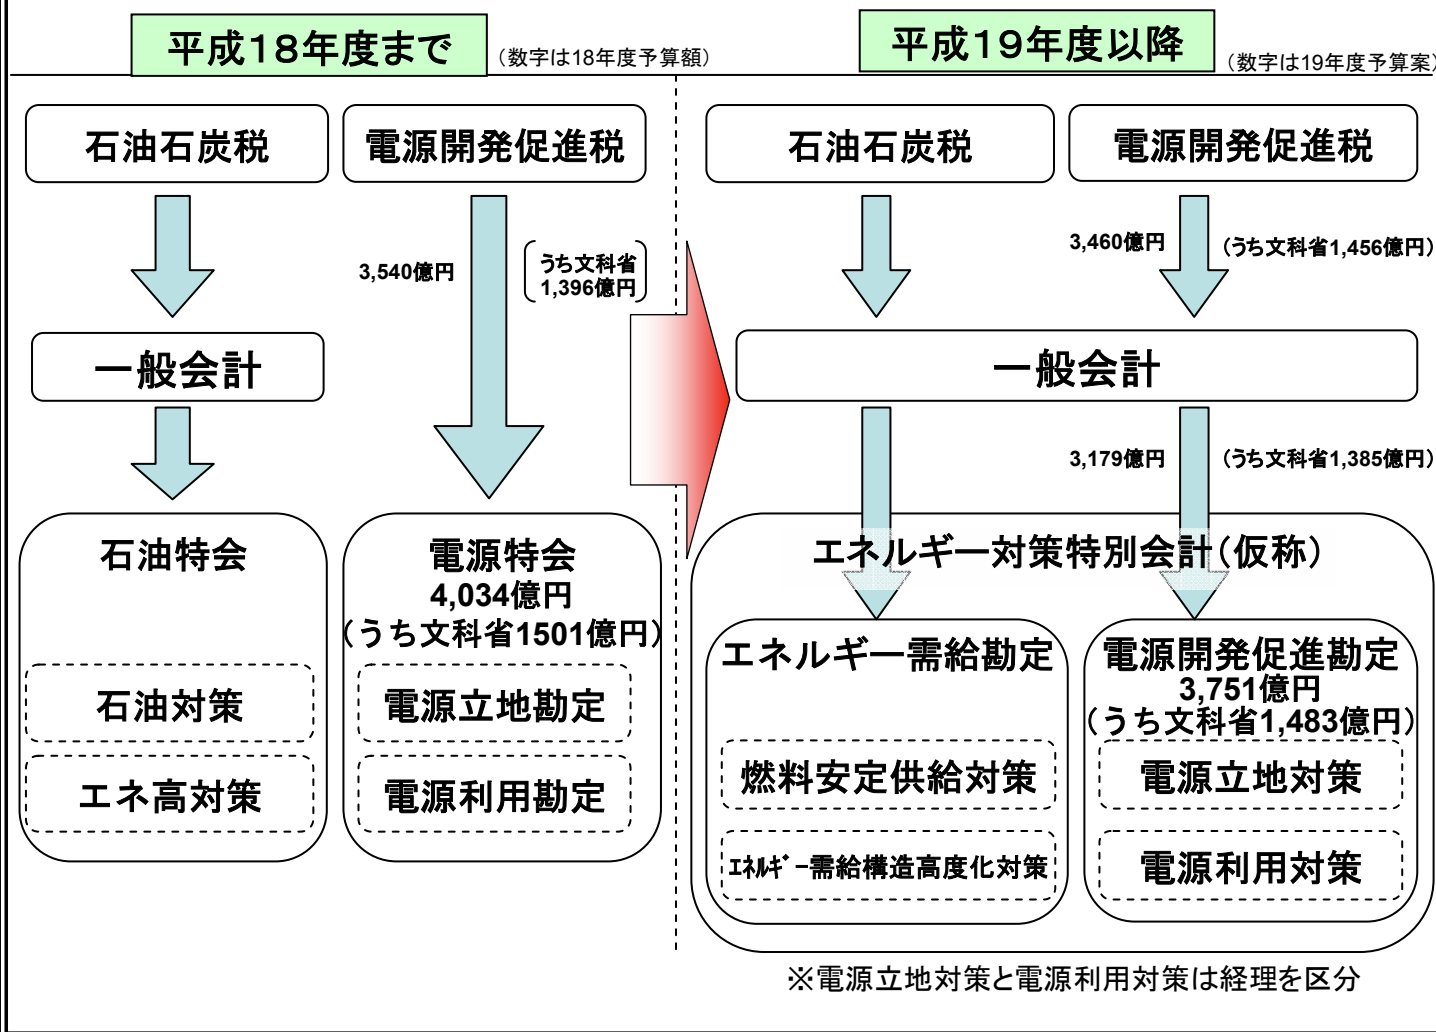 平成18年度まで
(数字は18年度予算額)
石油石炭税
電源開発促進税
3,540億円
うち文科省
1,396億円
一般会計
石油特会
石油対策
エネ高対策
電源特会
4,034億円
(うち文科省1501億円)
電源立地勘定
電源利用勘定
平成19年度以降
(数字は19年度予算案)
石油石炭税
電源開発促進税
3,460億円
(うち文科省1,456億円)
一般会計
3,179億円
(うち文科省1,385億円)
エネルギー対策特別会計(仮称)
エネルギー需給勘定
燃料安定供給対策
ｴﾈﾙｷﾞｰ需給構造高度化対策
電源開発促進勘定
3,751億円
(うち文科省1,483億円)
電源立地対策
電源利用対策
※電源立地対策と電源利用対策は経理を区分